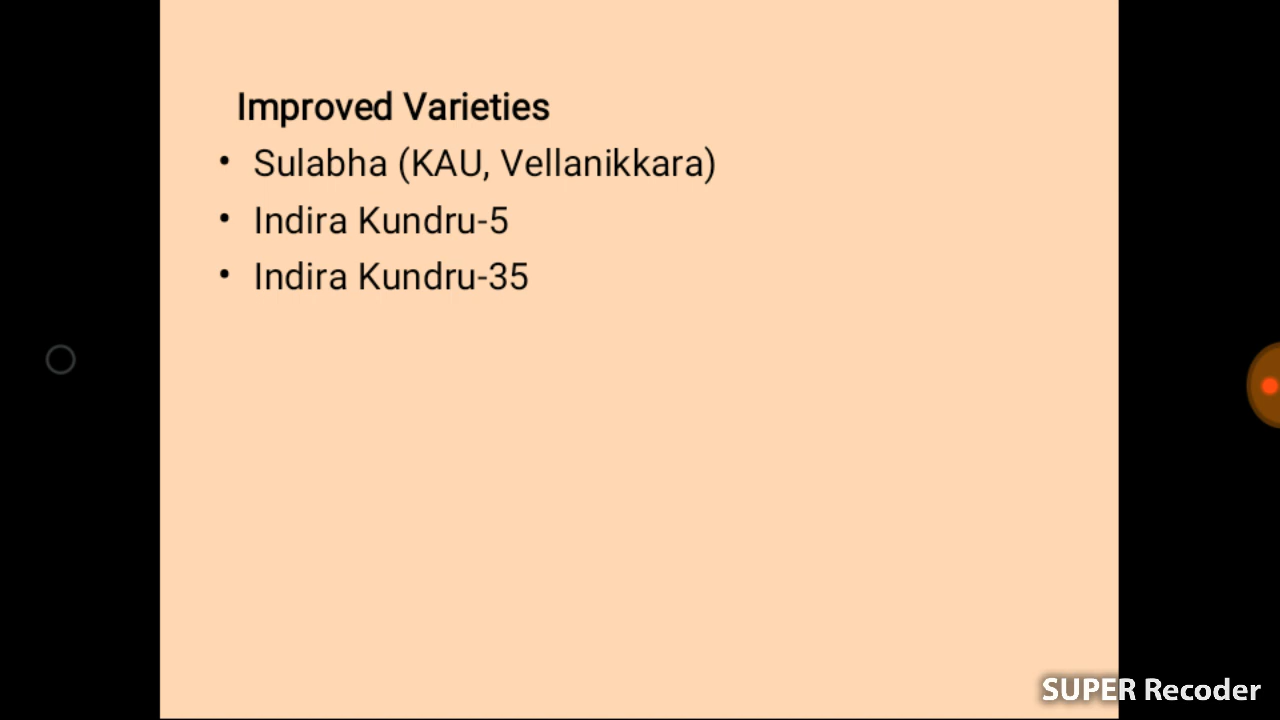 Improved Varieties
• Sulabha (KAU, Vellanikkara)
• Indira Kundru-5
• Indira Kundru-35
SUPER Recoder